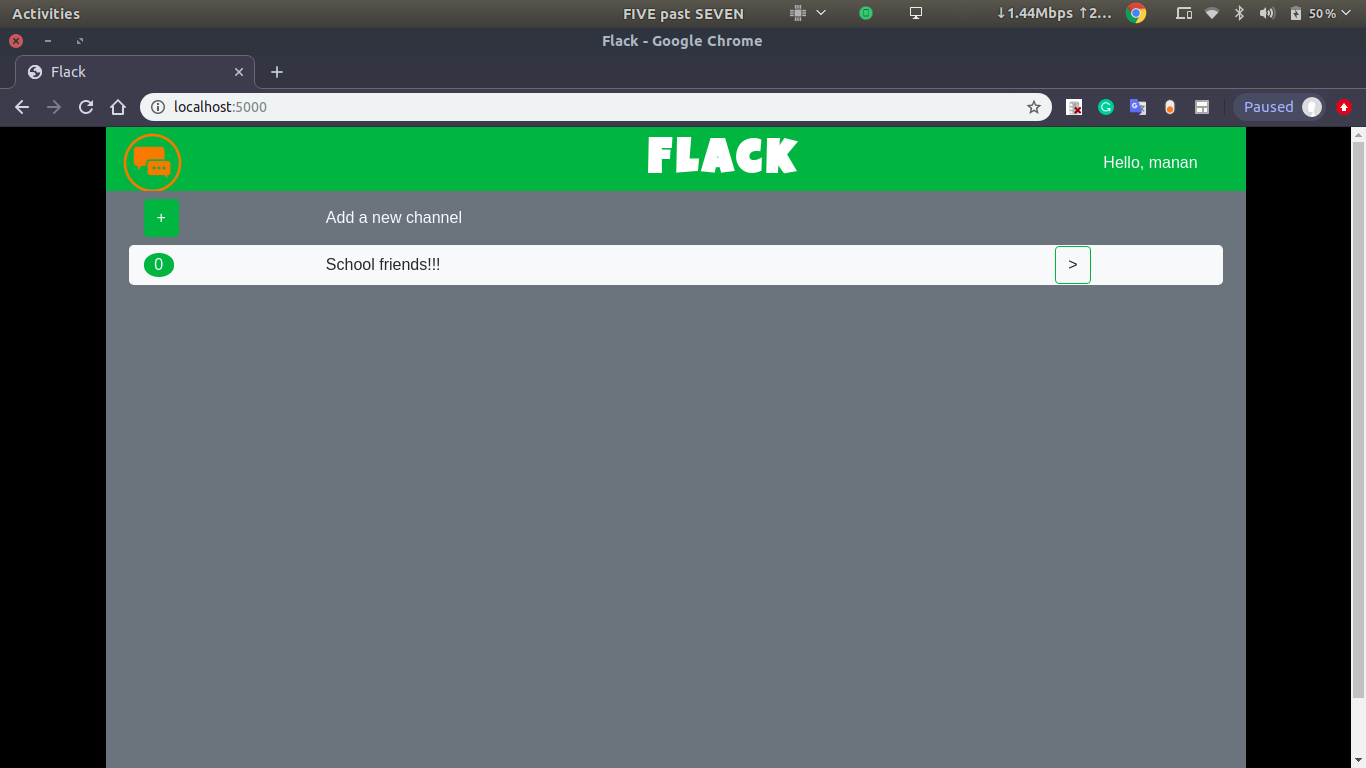 Activities FIVE past SEVEN ↓1.44Mbps ↑2... 50 %
Flack - Google Chrome
Flack
localhost:5000 Paused
FLACK
Hello, manan
+ Add a new channel
0 School friends!!! >